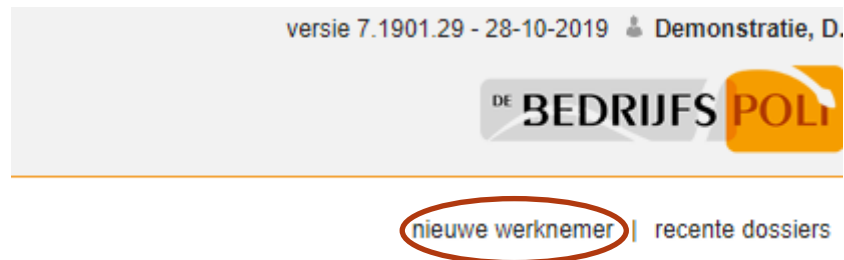 versie 7.1901.29 - 28-10-2019 Demonstratie, D.
DE BEDRIJFS POLI
nieuwe werknemer | recente dossiers